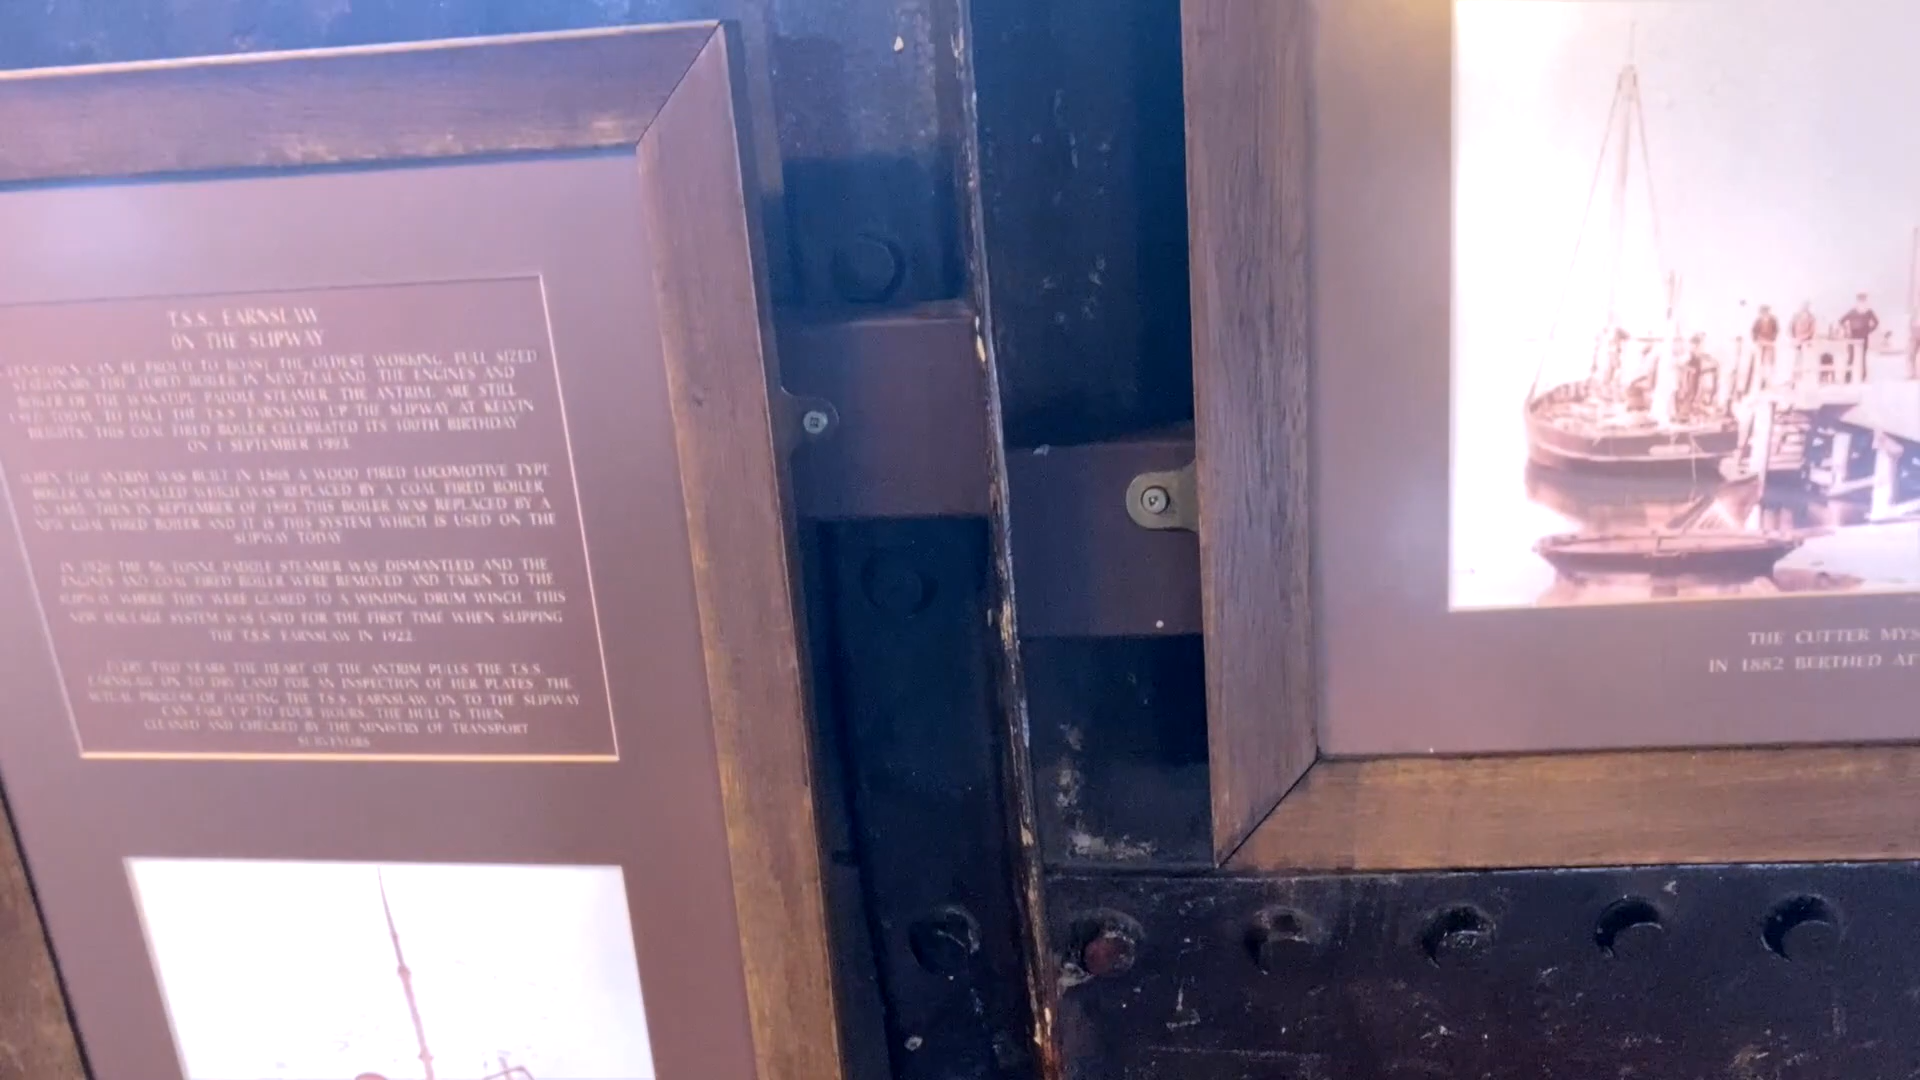 T.S.S. EARNSLAW
ON THE SLIPWAY
CAN BE PROUD TO BOAST THE OLDEST WORKING, FULL SIZED
STATIONARY, FIRE TUBED BOILER IN NEW ZEALAND. THE ENGINES AND
BOILER OF THE WAKATIPU PADDLE STEAMER, THE ANTRIM, ARE STILL
USED TODAY TO HAUL THE T.S.S. EARNSLAW UP THE SLIPWAY AT KELVIN
HEIGHTS. THIS COAL FIRED BOILER CELEBRATED ITS 100TH BIRTHDAY
ON 1 SEPTEMBER 1993.
WHEN THE ANTRIM WAS BUILT IN 1868 A WOOD FIRED LOCOMOTIVE TYPE
BOILER WAS INSTALLED WHICH WAS REPLACED BY A COAL FIRED BOILER
IN THEN IN SEPTEMBER OF 1893 THIS BOILER WAS REPLACED BY A
NEW COAL FIRED BOILER AND IT IS THIS SYSTEM WHICH IS USED ON THE
SLIPWAY TODAY
IN THE TONNE PADDLE STEAMER WAS DISMANTLED AND THE
ENGINES AND COAL FIRED BOILER WERE REMOVED AND TAKEN TO THE
SLIPWAY, WHERE THEY WERE GEARED TO A WINDING DRUM WINCH. THIS
NEW HAULAGE SYSTEM WAS USED FOR THE FIRST TIME WHEN SLIPPING
THE T.S.S. EARNSLAW IN 1922.
EVERY TWO YEARS THE HEART OF THE ANTRIM PULLS THE T.S.S.
EARNSLAW ON TO DRY LAND FOR AN INSPECTION OF HER PLATES. THE
ACTUAL PROCESS OF HAULING THE T.S.S. EARNSLAW ON TO THE SLIPWAY
CAN TAKE UP TO FOUR HOURS. THE HULL IS THEN
CLEANED AND CHECKED BY THE MINISTRY OF TRANSPORT
SURVEYORS
THE CUTTER MYS
IN 1882 BERTHED AT